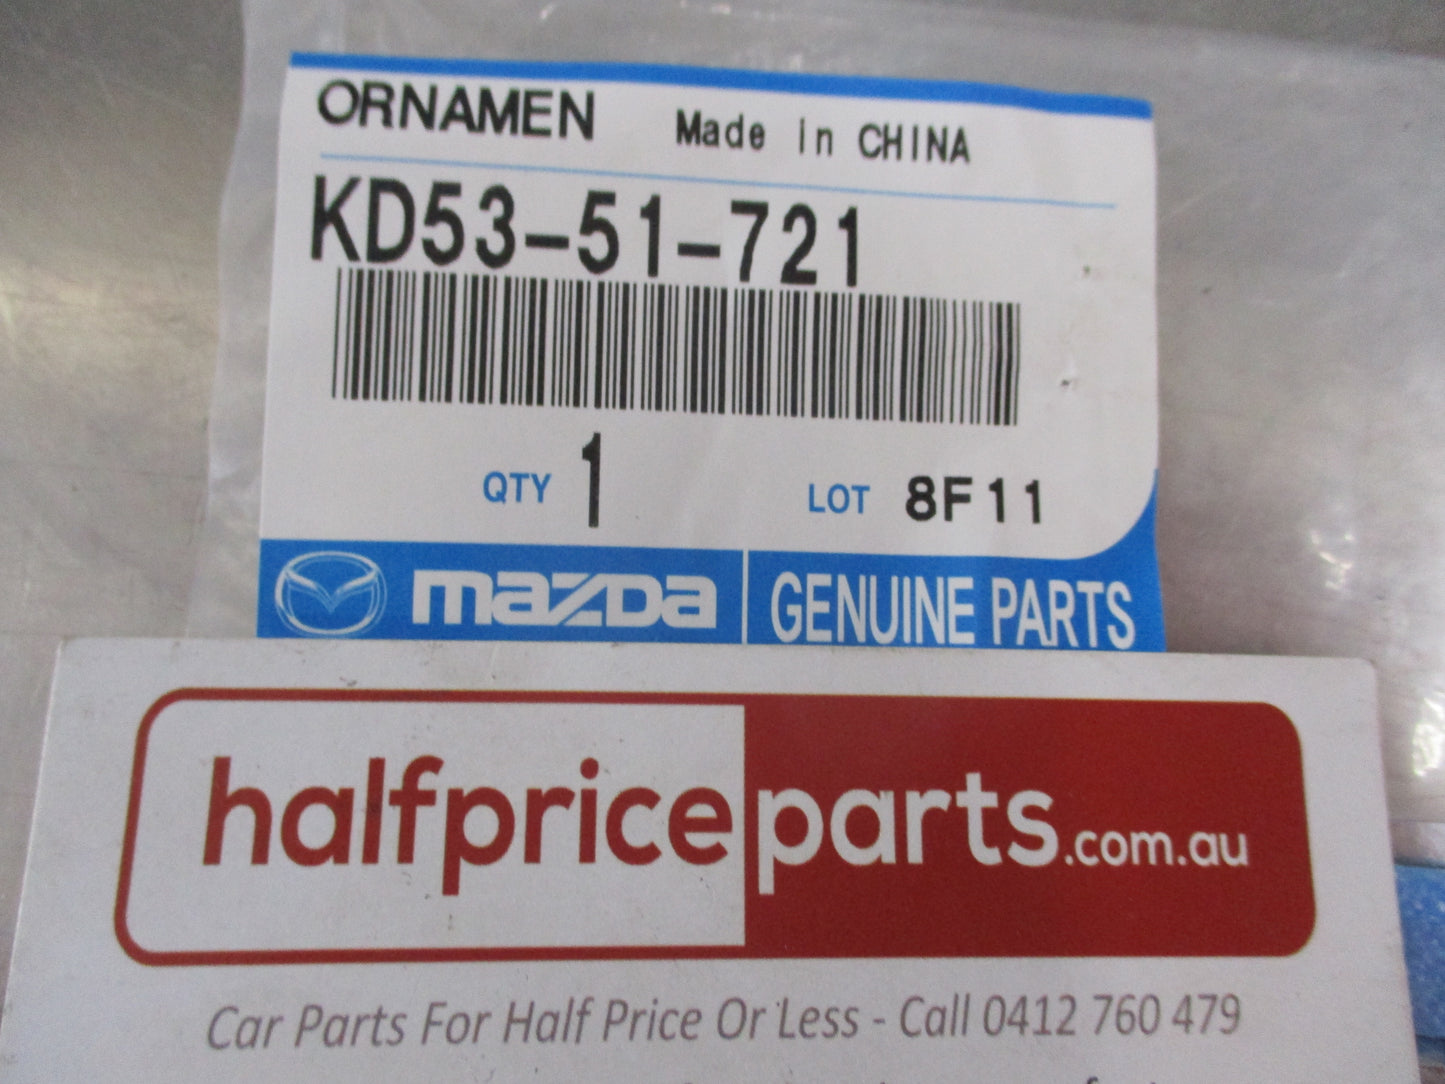 ORNAMEN Made in CHINA
KD53-51-721
QTY 1 LOT 8F11
mazda GENUINE PARTS
halfpriceparts.com.au
Car Parts For Half Price Or Less - Call 0412 760 479